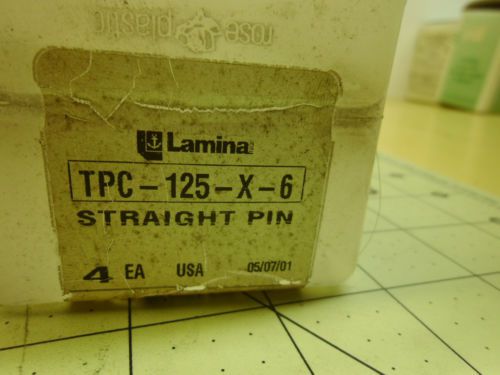 rose
plastic
Lamina
TPC-125-X-6
STRAIGHT PIN
4 EA USA 05/07/01